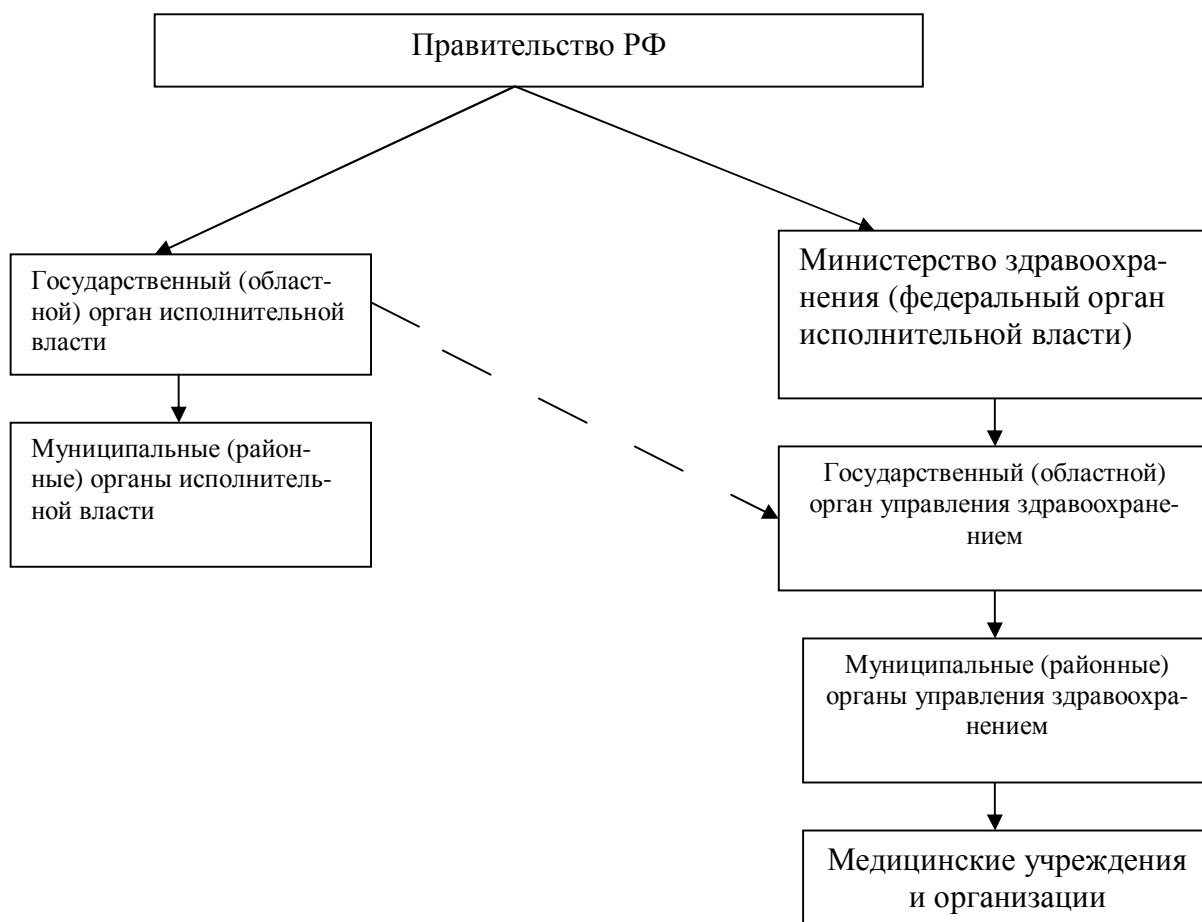 Правительство РФ
Государственный (област-
ной) орган исполнительной
власти
Муниципальные (район-
ные) органы исполнитель-
ной власти
Министерство здравоохра-
нения (федеральный орган
исполнительной власти)
Государственный (областной)
орган управления здравоохране-
нием
Муниципальные (районные)
органы управления здравоохра-
нением
Медицинские учреждения
и организации